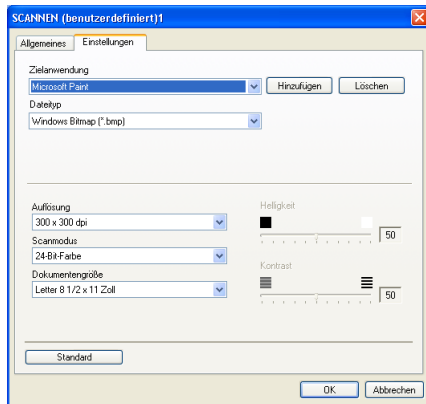 SCANNEN (benutzerdefiniert)1
Allgemeines Einstellungen
Zielanwendung
Microsoft Paint Hinzufügen Löschen
Dateityp
Windows Bitmap (*.bmp)
Auflösung Helligkeit
300 x 300 dpi
50
Scanmodus
24-Bit-Farbe
Dokumentengröße Kontrast
Letter 8 1/2 x 11 Zoll
50
Standard
OK Abbrechen